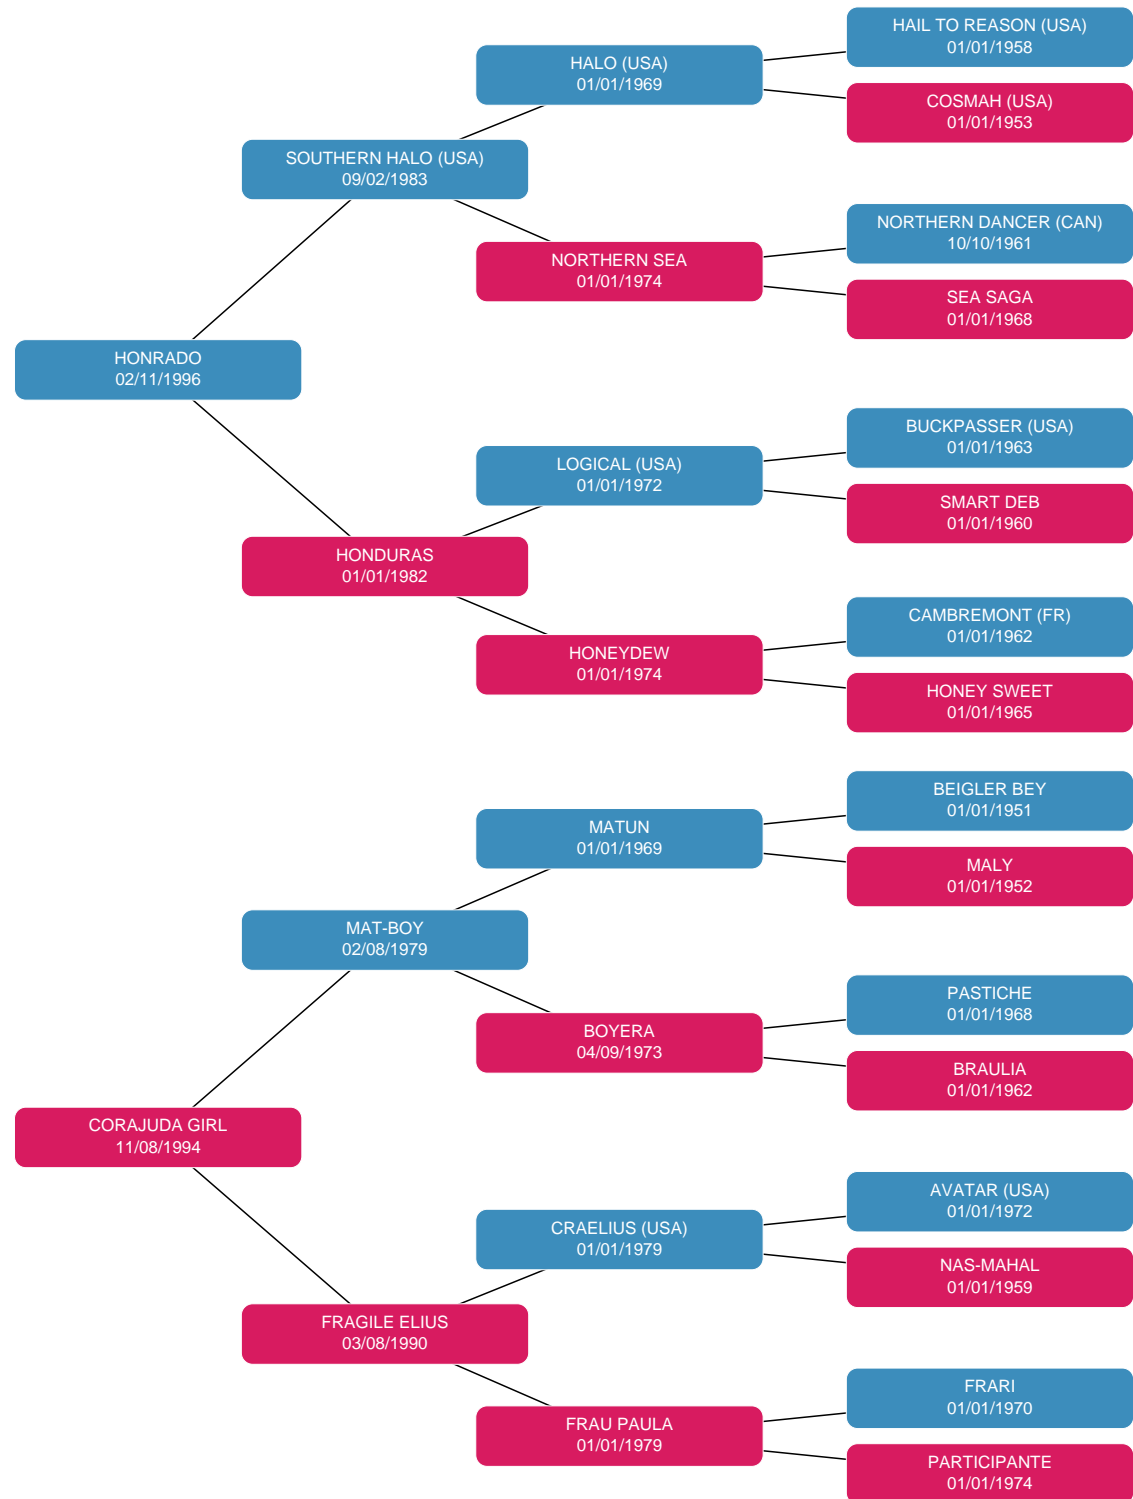 HAIL TO REASON (USA)
01/01/1958
HALO (USA)
01/01/1969
COSMAH (USA)
01/01/1953
SOUTHERN HALO (USA)
09/02/1983
NORTHERN DANCER (CAN)
10/10/1961
NORTHERN SEA
01/01/1974
SEA SAGA
01/01/1968
HONRADO
02/11/1996
BUCKPASSER (USA)
01/01/1963
LOGICAL (USA)
01/01/1972
SMART DEB
01/01/1960
HONDURAS
01/01/1982
CAMBREMONT (FR)
01/01/1962
HONEYDEW
01/01/1974
HONEY SWEET
01/01/1965
BEIGLER BEY
01/01/1951
MATUN
01/01/1969
MALY
01/01/1952
MAT-BOY
02/08/1979
PASTICHE
01/01/1968
BOYERA
04/09/1973
BRAULIA
01/01/1962
CORAJUDA GIRL
11/08/1994
AVATAR (USA)
01/01/1972
CRAELIUS (USA)
01/01/1979
NAS-MAHAL
01/01/1959
FRAGILE ELIUS
03/08/1990
FRARI
01/01/1970
FRAU PAULA
01/01/1979
PARTICIPANTE
01/01/1974